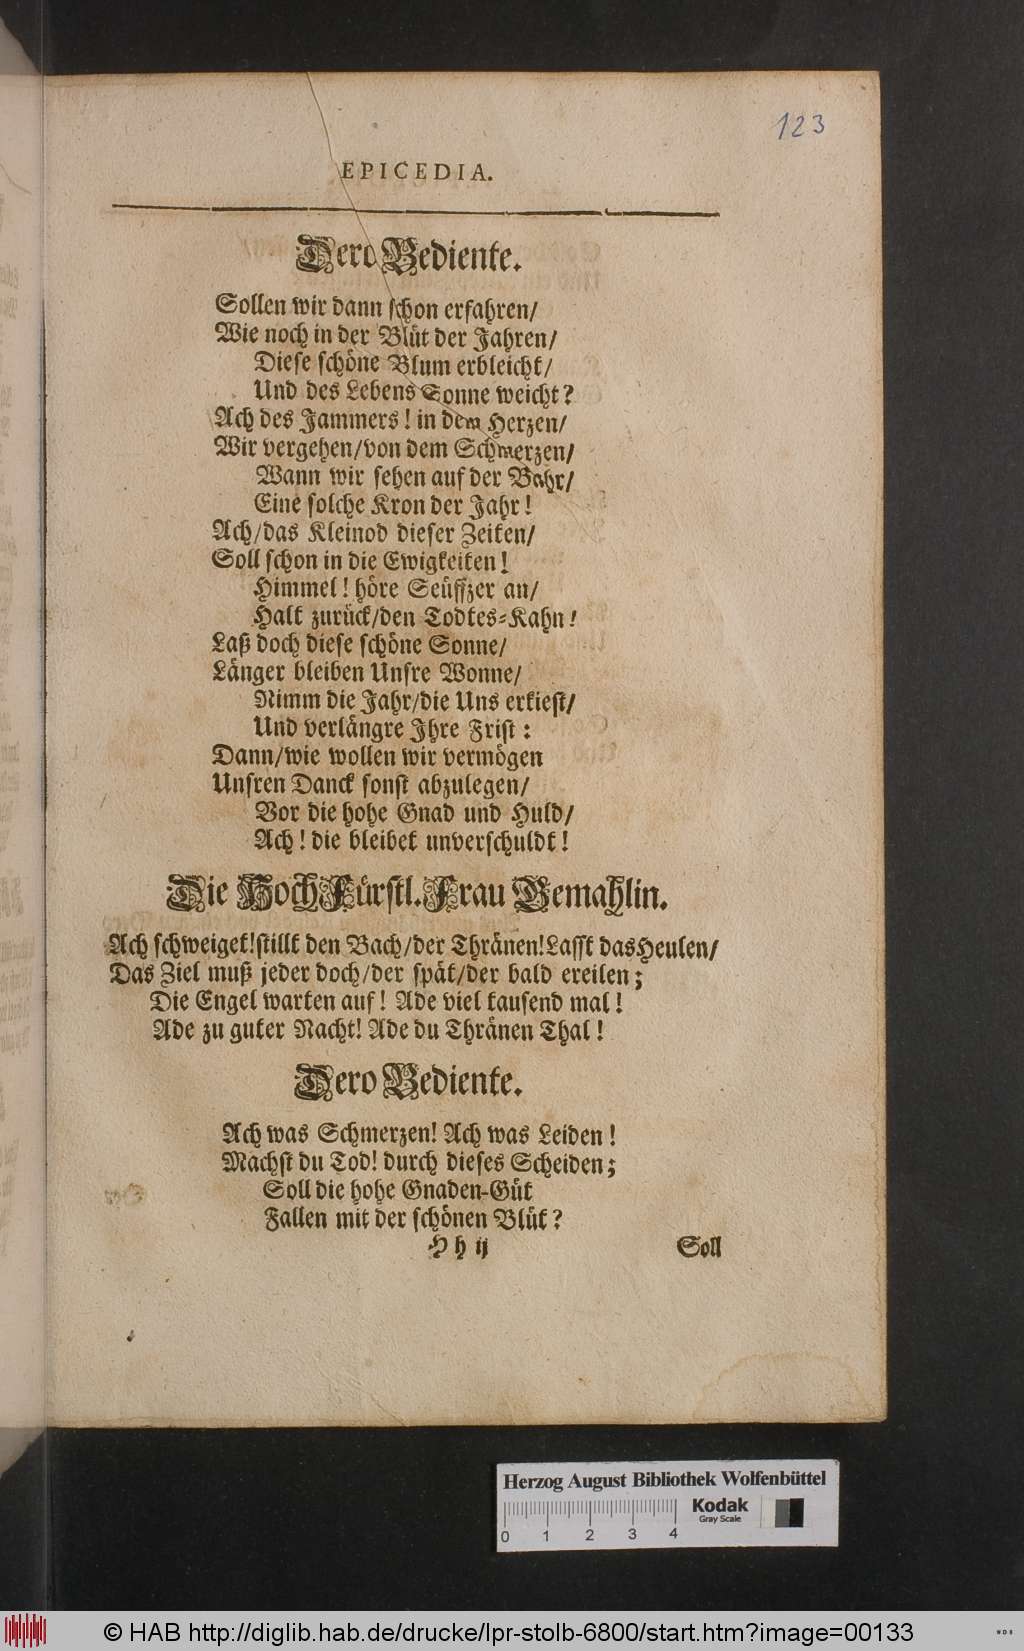 123
EPICEDIA.
Dero Bediente.
Sollen wir dann schon erfahren/
Wie noch in der Blüt der Jahren/
Diese schöne Blum erbleicht/
Und des Lebens Sonne weicht?
Ach des Jammers! in dem Herzen/
Wir vergehen/von dem Schmerzen/
Wann wir sehen auf der Bahr/
Eine solche Kron der Jahr!
Ach/das Kleinod dieser Zeiten/
Soll schon in die Ewigkeiten!
Himmel! höre Seüffzer an/
Halt zurück/den Todtes-Kahn!
Laß doch diese schöne Sonne/
Länger bleiben Unsre Wonne/
Nimm die Jahr/die Uns erkiest/
Und verlängre Ihre Frist:
Dann/wie wollen wir vermögen
Unsren Danck sonst abzulegen/
Vor die hohe Gnad und Huld/
Ach! die bleibet unverschuldt!
Die HochFürstl. Frau Gemahlin.
Ach schweiget!stillt den Bach/der Thränen!Lasst das Heulen/
Das Ziel muß jeder doch/der spät/der bald ereilen;
Die Engel warten auf! Ade viel tausend mal!
Ade zu guter Nacht! Ade du Thränen Thal!
Dero Bediente.
Ach was Schmerzen! Ach was Leiden!
Machst du Tod! durch dieses Scheiden;
Soll die hohe Gnaden-Güt
Fallen mit der schönen Blüt?
Hh ij
Soll
Herzog August Bibliothek Wolfenbüttel
Kodak
Gray Scale
0 1 2 3 4
© HAB http://diglib.hab.de/drucke/lpr-stolb-6800/start.htm?image=00133